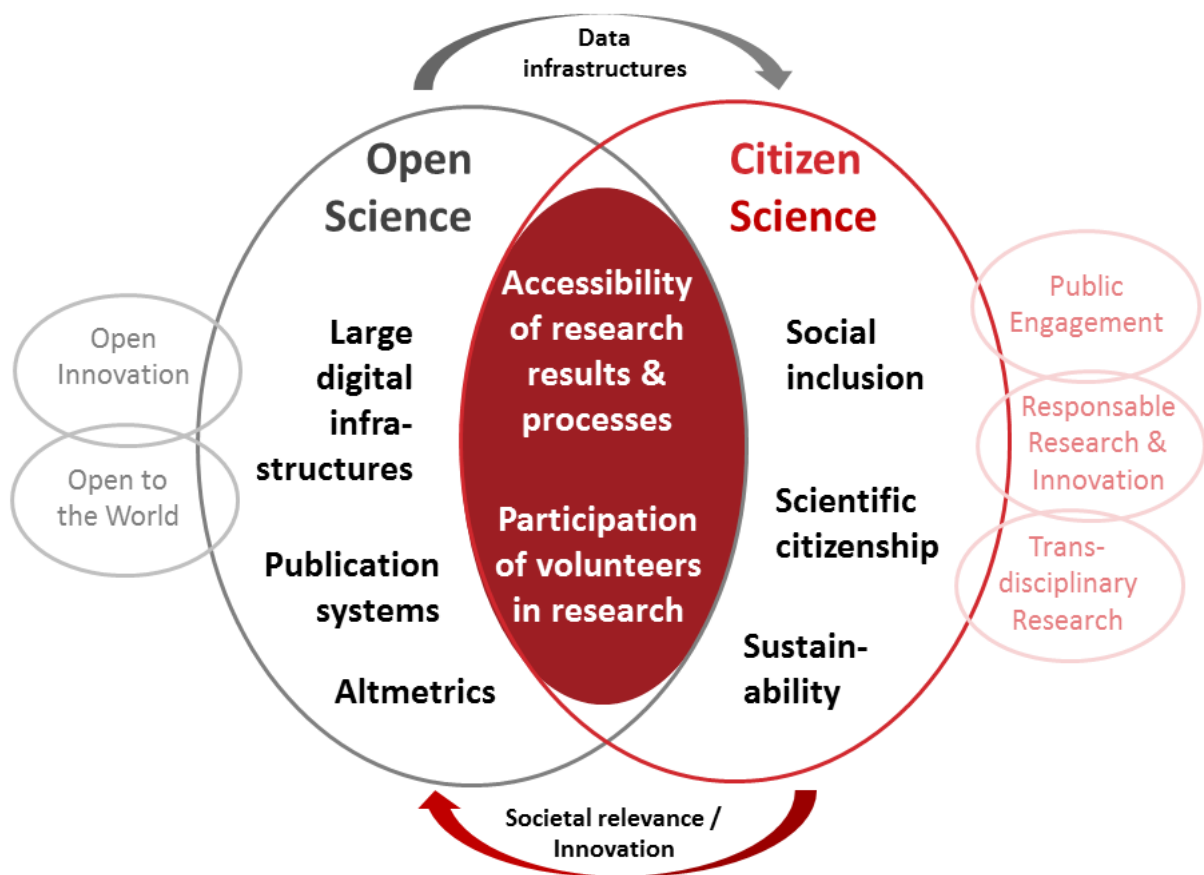 Data
infrastructures
Open
Science
Citizen
Science
Accessibility
of research
results &
processes
Participation
of volunteers
in research
Large
digital
infra-
structures
Publication
systems
Altmetrics
Social
inclusion
Scientific
citizenship
Sustain-
ability
Open
Innovation
Open to
the World
Public
Engagement
Responsable
Research &
Innovation
Trans-
disciplinary
Research
Societal relevance /
Innovation